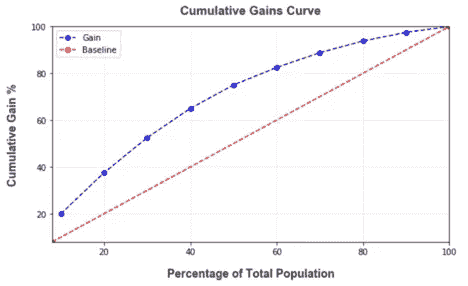 Cumulative Gains Curve
Gain
Baseline
Cumulative Gain %
100
80
60
40
20
20
40
60
80
100
Percentage of Total Population